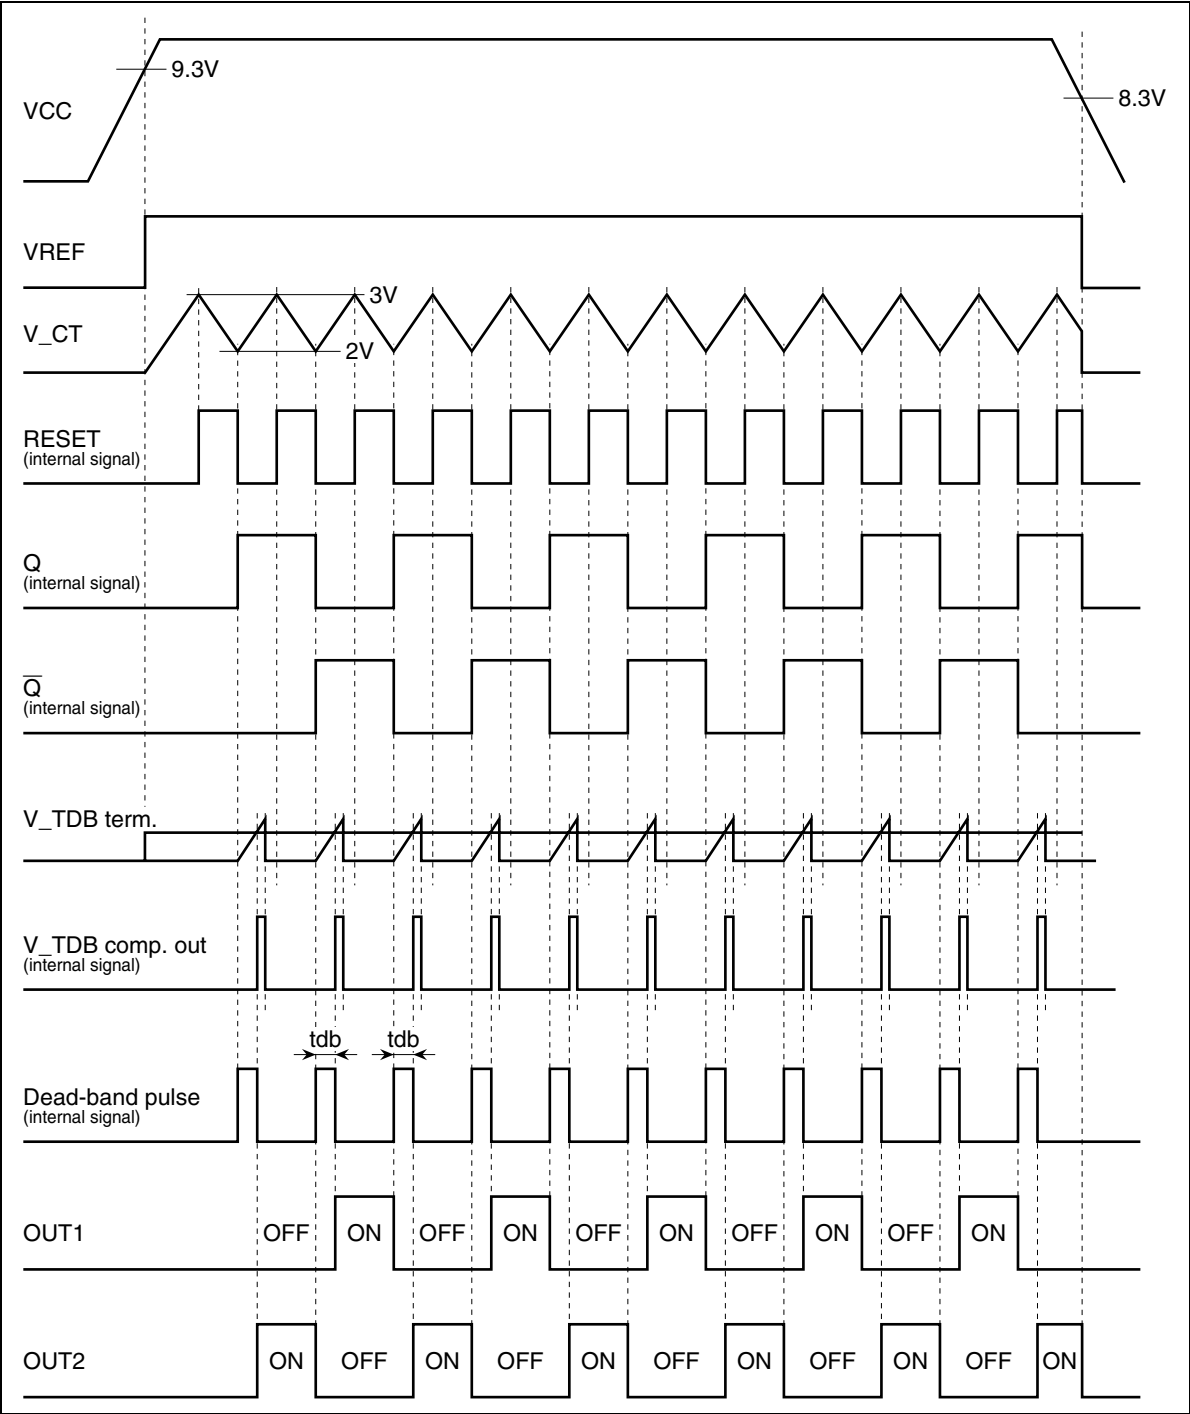 9.3V
8.3V
VCC
VREF
3V
V_CT
2V
RESET
(internal signal)
Q
(internal signal)
Q̅
(internal signal)
V_TDB term.
V_TDB comp. out
(internal signal)
tdb tdb
Dead-band pulse
(internal signal)
OUT1 OFF ON OFF ON OFF ON OFF ON OFF ON
OUT2 ON OFF ON OFF ON OFF ON OFF ON OFF ON